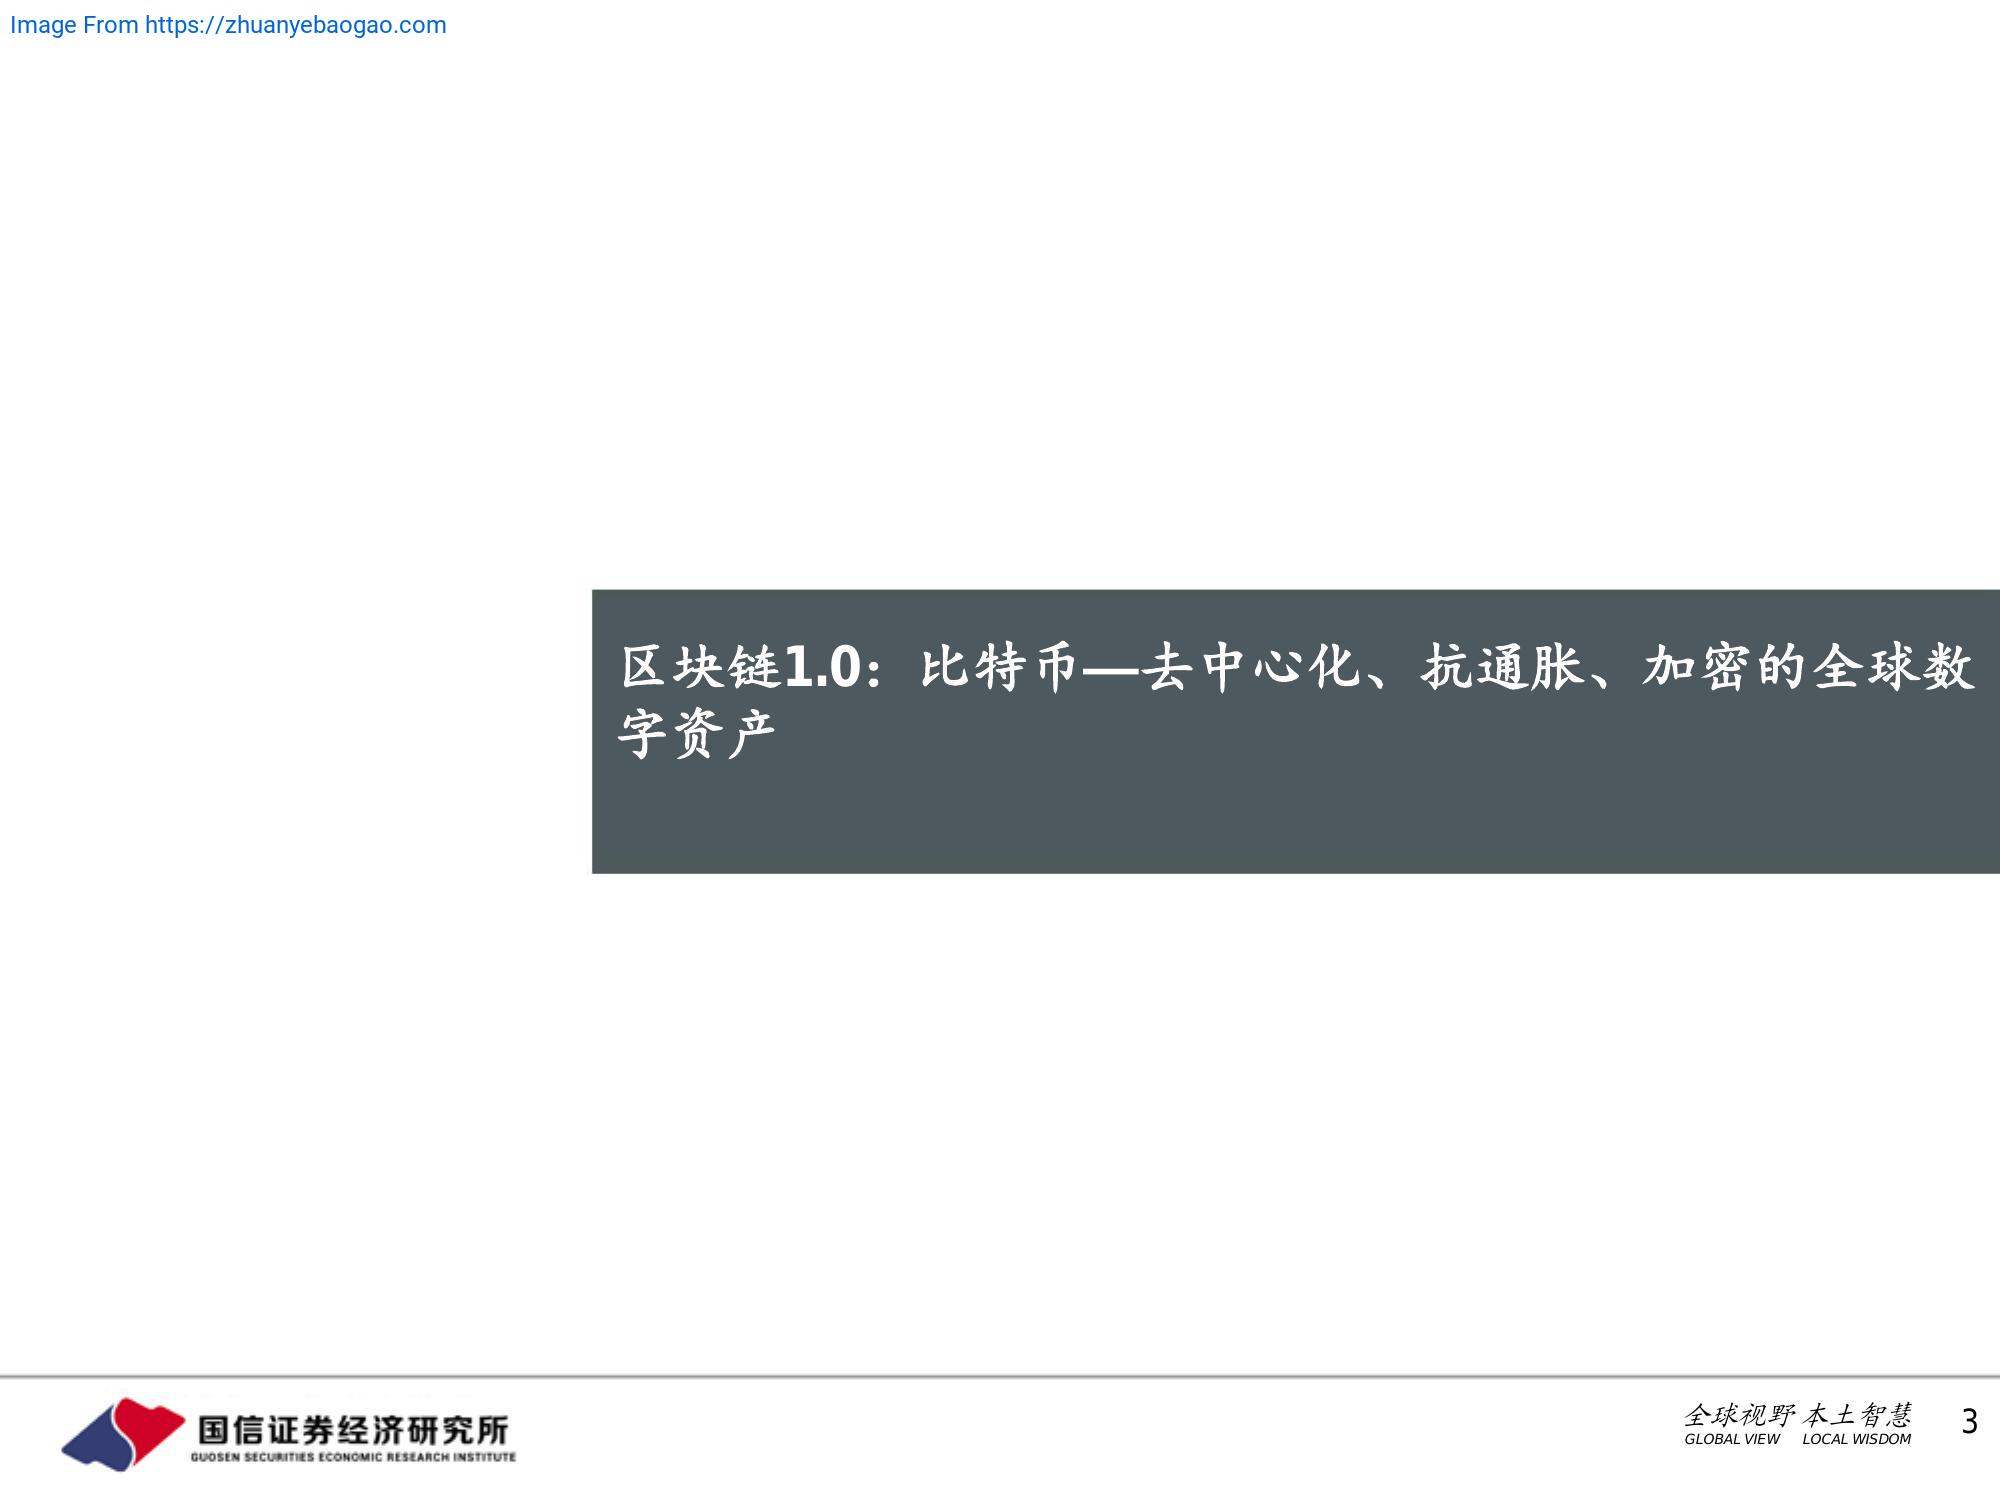 Image From https://zhuanyebaogao.com
区块链1.0：比特币—去中心化、抗通胀、加密的全球数
字资产
国信证券经济研究所
GUOSEN SECURITIES ECONOMIC RESEARCH INSTITUTE
全球视野 本土智慧
GLOBAL VIEW LOCAL WISDOM
3